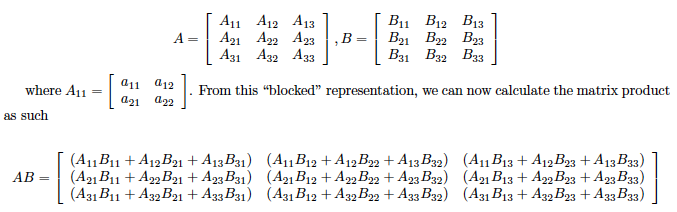 A = [ A₁₁ A₁₂ A₁₃
A₂₁ A₂₂ A₂₃
A₃₁ A₃₂ A₃₃ ] , B = [ B₁₁ B₁₂ B₁₃
B₂₁ B₂₂ B₂₃
B₃₁ B₃₂ B₃₃ ]
where A₁₁ = [ a₁₁ a₁₂
a₂₁ a₂₂ ] . From this “blocked” representation, we can now calculate the matrix product
as such
AB = [ (A₁₁B₁₁ + A₁₂B₂₁ + A₁₃B₃₁) (A₁₁B₁₂ + A₁₂B₂₂ + A₁₃B₃₂) (A₁₁B₁₃ + A₁₂B₂₃ + A₁₃B₃₃)
(A₂₁B₁₁ + A₂₂B₂₁ + A₂₃B₃₁) (A₂₁B₁₂ + A₂₂B₂₂ + A₂₃B₃₂) (A₂₁B₁₃ + A₂₂B₂₃ + A₂₃B₃₃)
(A₃₁B₁₁ + A₃₂B₂₁ + A₃₃B₃₁) (A₃₁B₁₂ + A₃₂B₂₂ + A₃₃B₃₂) (A₃₁B₁₃ + A₃₂B₂₃ + A₃₃B₃₃) ]